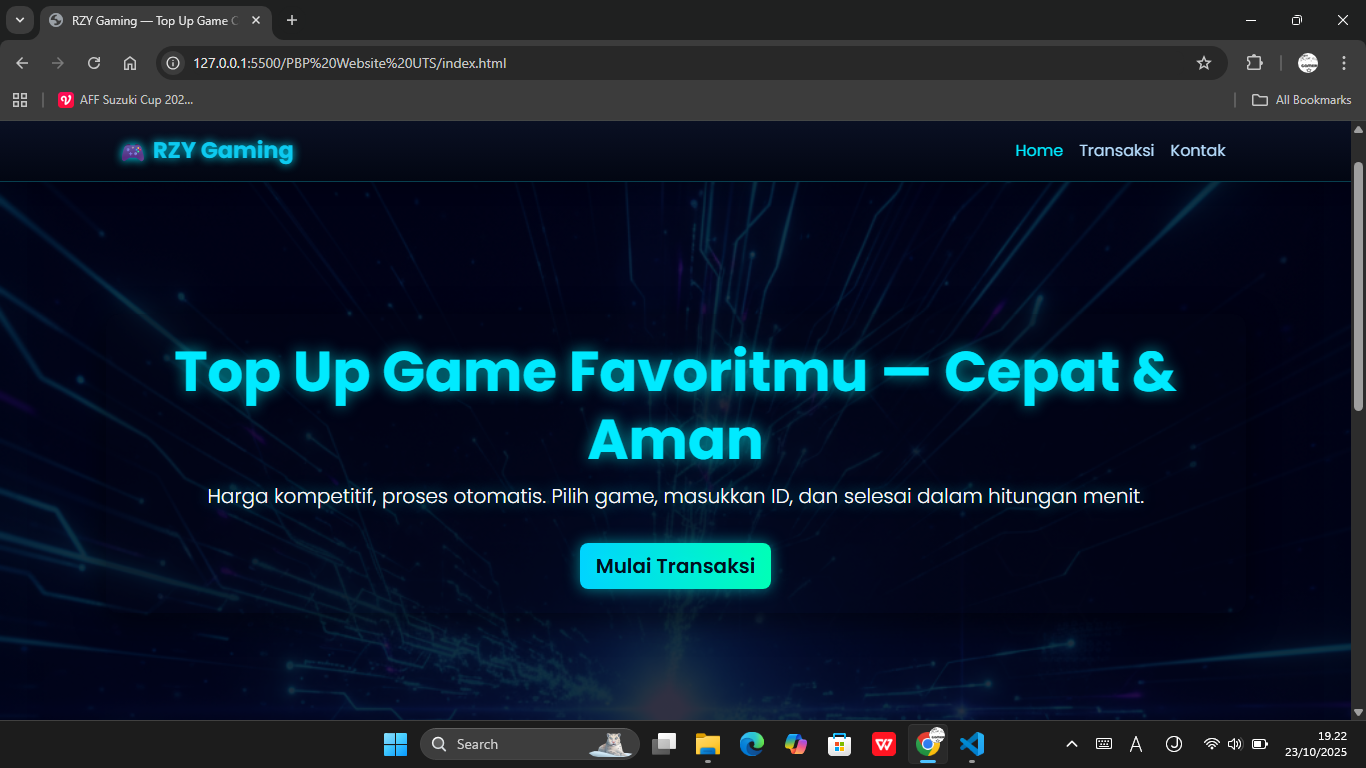 RZY Gaming — Top Up Game C
127.0.0.1:5500/PBP%20Website%20UTS/index.html
AFF Suzuki Cup 202...
All Bookmarks
RZY Gaming
Home Transaksi Kontak
Top Up Game Favoritmu — Cepat &
Aman
Harga kompetitif, proses otomatis. Pilih game, masukkan ID, dan selesai dalam hitungan menit.
Mulai Transaksi
Search
19.22
23/10/2025